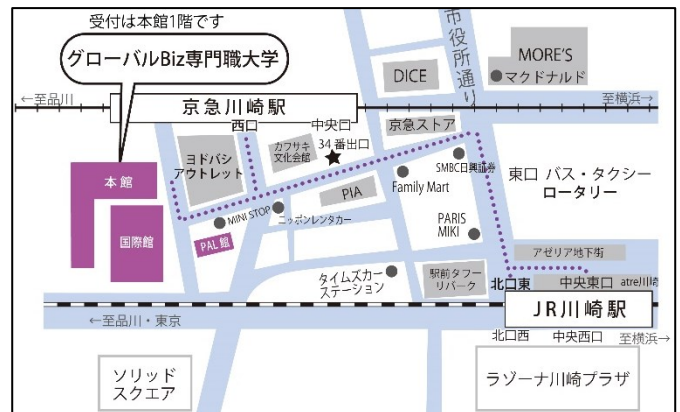 受付は本館1階です
グローバルBiz専門職大学
市役所通り
MORE'S
マクドナルド
DICE
←至品川
京急川崎駅
至横浜→
西口
中央口
34番出口
京急ストア
ヨドバシ
アウトレット
カワサキ
文化会館
SMBC日興証券
東口 バス・タクシー
ロータリー
本館
国際館
PIA
Family Mart
MINI STOP
ニッポンレンタカー
PAL館
PARIS
MIKI
アゼリア地下街
タイムズカー
ステーション
駅前タワー
リパーク
北口東
中央東口
atre川崎
JR川崎駅
←至品川・東京
北口西
中央西口
至横浜→
ソリッド
スクエア
ラゾーナ川崎プラザ